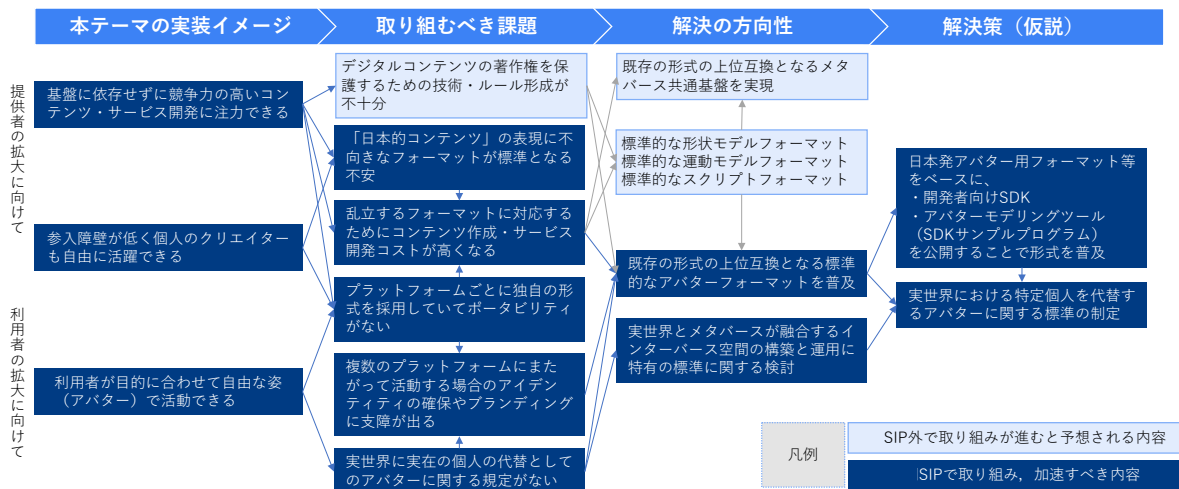 本テーマの実装イメージ
取り組むべき課題
解決の方向性
解決策（仮説）
提供者の拡大に向けて
基盤に依存せずに競争力の高いコン
テンツ・サービス開発に注力できる
参入障壁が低く個人のクリエイター
も自由に活躍できる
利用者の拡大に向けて
利用者が目的に合わせて自由な姿
（アバター）で活動できる
デジタルコンテンツの著作権を保
護するための技術・ルール形成が
不十分
「日本的コンテンツ」の表現に不
向きなフォーマットが標準となる
不安
乱立するフォーマットに対応する
ためにコンテンツ作成・サービス
開発コストが高くなる
プラットフォームごとに独自の形
式を採用していてポータビリティ
がない
複数のプラットフォームにまた
がって活動する場合のアイデン
ティティの確保やブランディング
に支障が出る
実世界に実在の個人の代替として
のアバターに関する規定がない
既存の形式の上位互換となるメタ
バース共通基盤を実現
標準的な形状モデルフォーマット
標準的な運動モデルフォーマット
標準的なスクリプトフォーマット
既存の形式の上位互換となる標準
的なアバターフォーマットを普及
実世界とメタバースが融合するイ
ンターバース空間の構築と運用に
特有の標準に関する検討
日本発アバター用フォーマット等
をベースに、
・開発者向けSDK
・アバターモデリングツール
（SDKサンプルプログラム）
を公開することで形式を普及
実世界における特定個人を代替す
るアバターに関する標準の制定
凡例
SIP外で取り組みが進むと予想される内容
SIPで取り組み，加速すべき内容